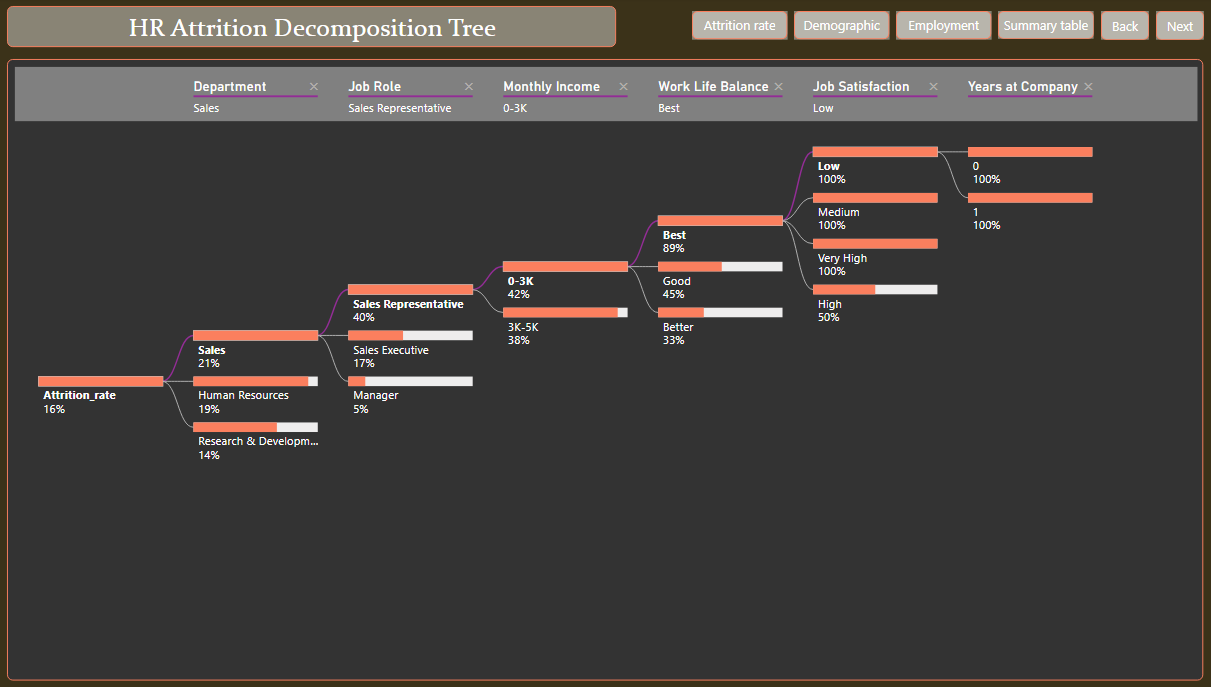 HR Attrition Decomposition Tree
Attrition rate
Demographic
Employment
Summary table
Back
Next
Department
Sales
Job Role
Sales Representative
Monthly Income
0-3K
Work Life Balance
Best
Job Satisfaction
Low
Years at Company
Attrition_rate
16%
Sales
21%
Human Resources
19%
Research & Developm...
14%
Sales Representative
40%
Sales Executive
17%
Manager
5%
0-3K
42%
3K-5K
38%
Best
89%
Good
45%
Better
33%
Low
100%
Medium
100%
Very High
100%
High
50%
0
100%
1
100%